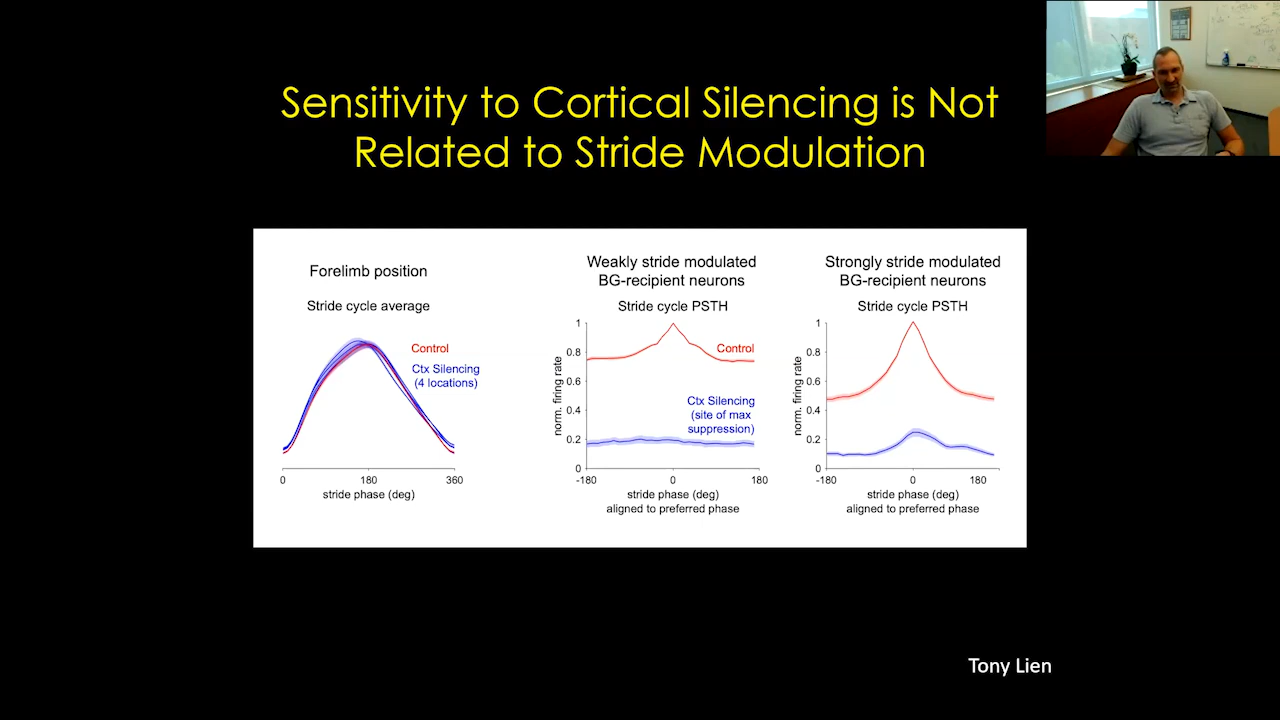 Sensitivity to Cortical Silencing is Not
Related to Stride Modulation
Forelimb position
Stride cycle average
Control
Ctx Silencing
(4 locations)
0
180
360
stride phase (deg)
Weakly stride modulated
BG-recipient neurons
Stride cycle PSTH
1
0.8
0.6
0.4
0.2
0
norm. firing rate
Control
Ctx Silencing
(site of max
suppression)
-180
0
180
stride phase (deg)
aligned to preferred phase
Strongly stride modulated
BG-recipient neurons
Stride cycle PSTH
1
0.8
0.6
0.4
0.2
0
norm. firing rate
-180
0
180
stride phase (deg)
aligned to preferred phase
Tony Lien